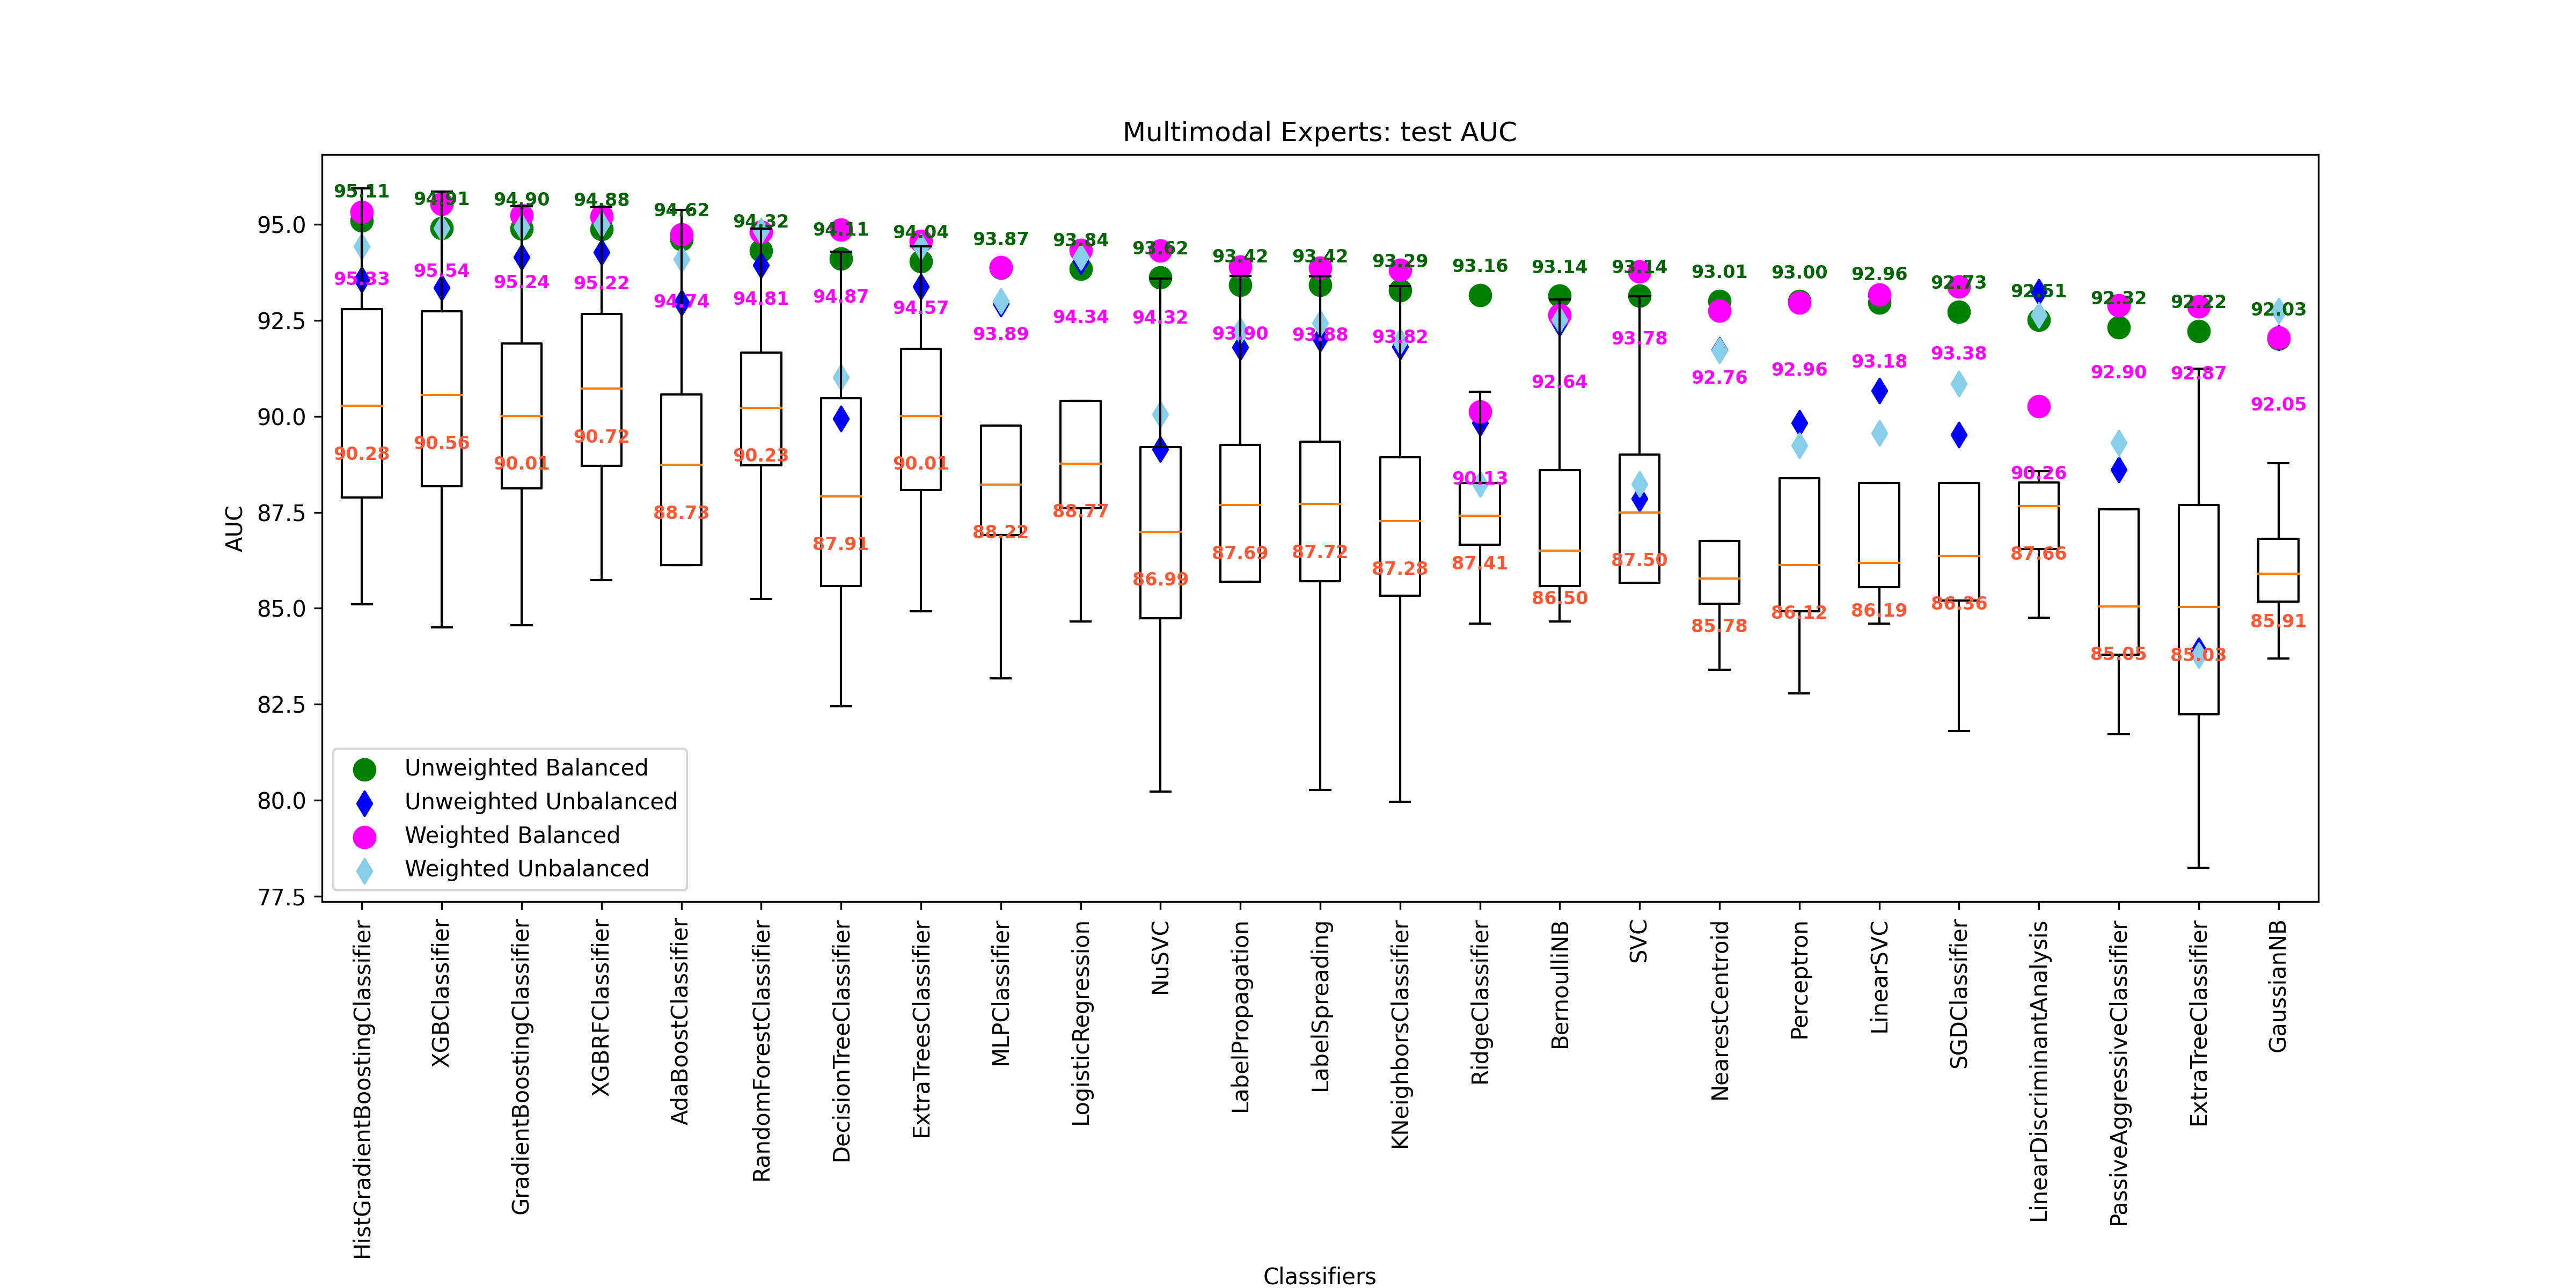 Multimodal Experts: test AUC
AUC
95.0
92.5
90.0
87.5
85.0
82.5
80.0
77.5
95.11 94.91 94.90 94.88 94.62 94.32 94.11 94.04 93.87 93.84 93.62 93.42 93.42 93.29 93.16 93.14 93.14 93.01 93.00 92.96 92.73 92.51 92.32 92.22 92.03
95.33 95.54 95.24 95.22 94.74 94.81 94.87 94.57 93.89 94.34 94.32 93.90 93.88 93.82 90.13 92.64 93.78 92.76 92.96 93.18 93.38 90.26 92.90 92.87 92.05
90.28 90.56 90.01 90.72 88.73 90.23 87.91 90.01 88.22 88.77 86.99 87.69 87.72 87.28 87.41 86.50 87.50 85.78 86.12 86.19 86.36 87.66 85.05 85.03 85.91
Unweighted Balanced
Unweighted Unbalanced
Weighted Balanced
Weighted Unbalanced
HistGradientBoostingClassifier
XGBClassifier
GradientBoostingClassifier
XGBRFClassifier
AdaBoostClassifier
RandomForestClassifier
DecisionTreeClassifier
ExtraTreesClassifier
MLPClassifier
LogisticRegression
NuSVC
LabelPropagation
LabelSpreading
KNeighborsClassifier
RidgeClassifier
BernoulliNB
SVC
NearestCentroid
Perceptron
LinearSVC
SGDClassifier
LinearDiscriminantAnalysis
PassiveAggressiveClassifier
ExtraTreeClassifier
GaussianNB
Classifiers